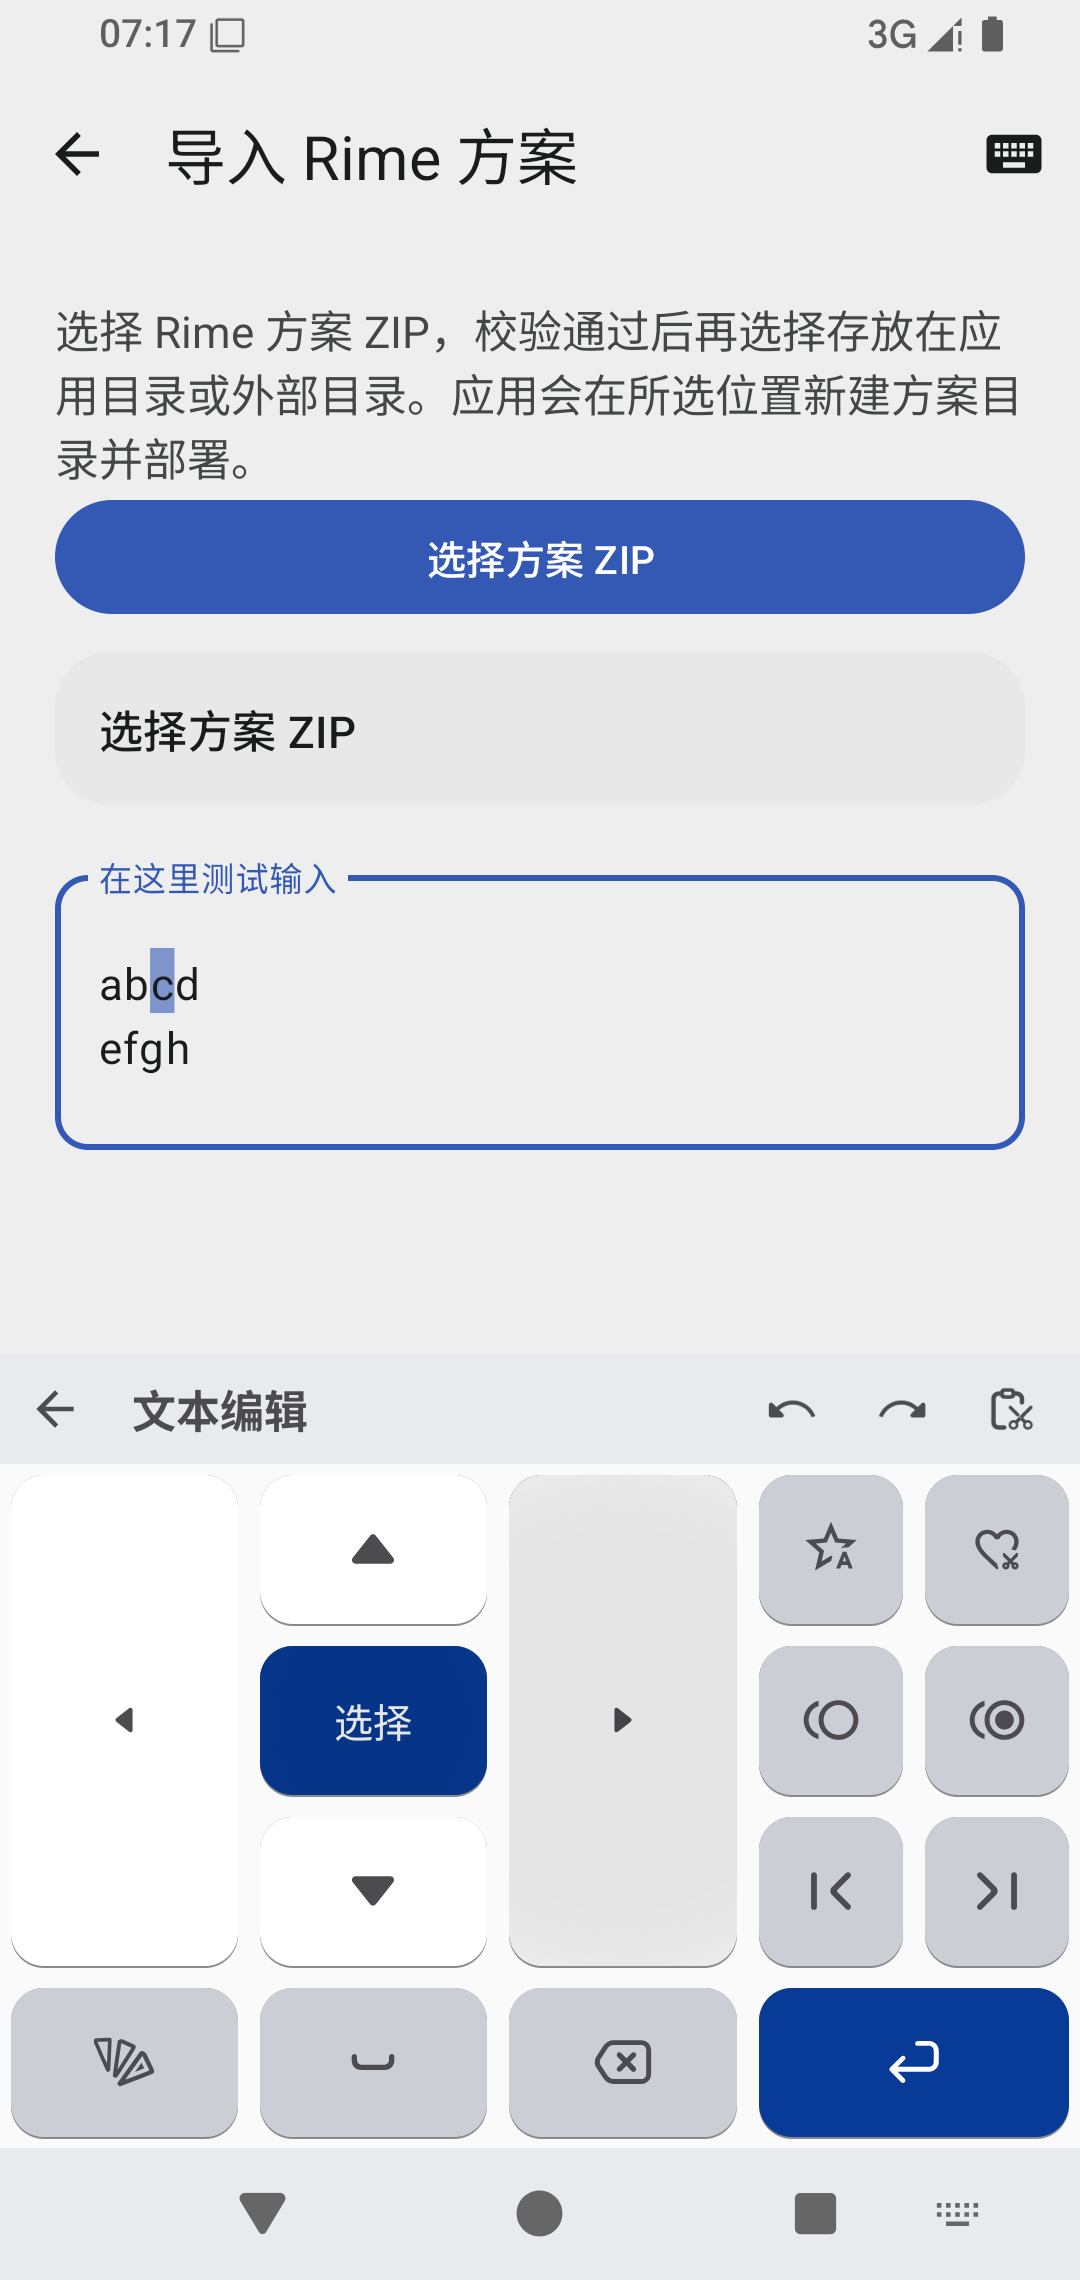 07:17
3G
导入 Rime 方案
选择 Rime 方案 ZIP，校验通过后再选择存放在应
用目录或外部目录。应用会在所选位置新建方案目
录并部署。
选择方案 ZIP
选择方案 ZIP
在这里测试输入
abcd
efgh
文本编辑
A
选择